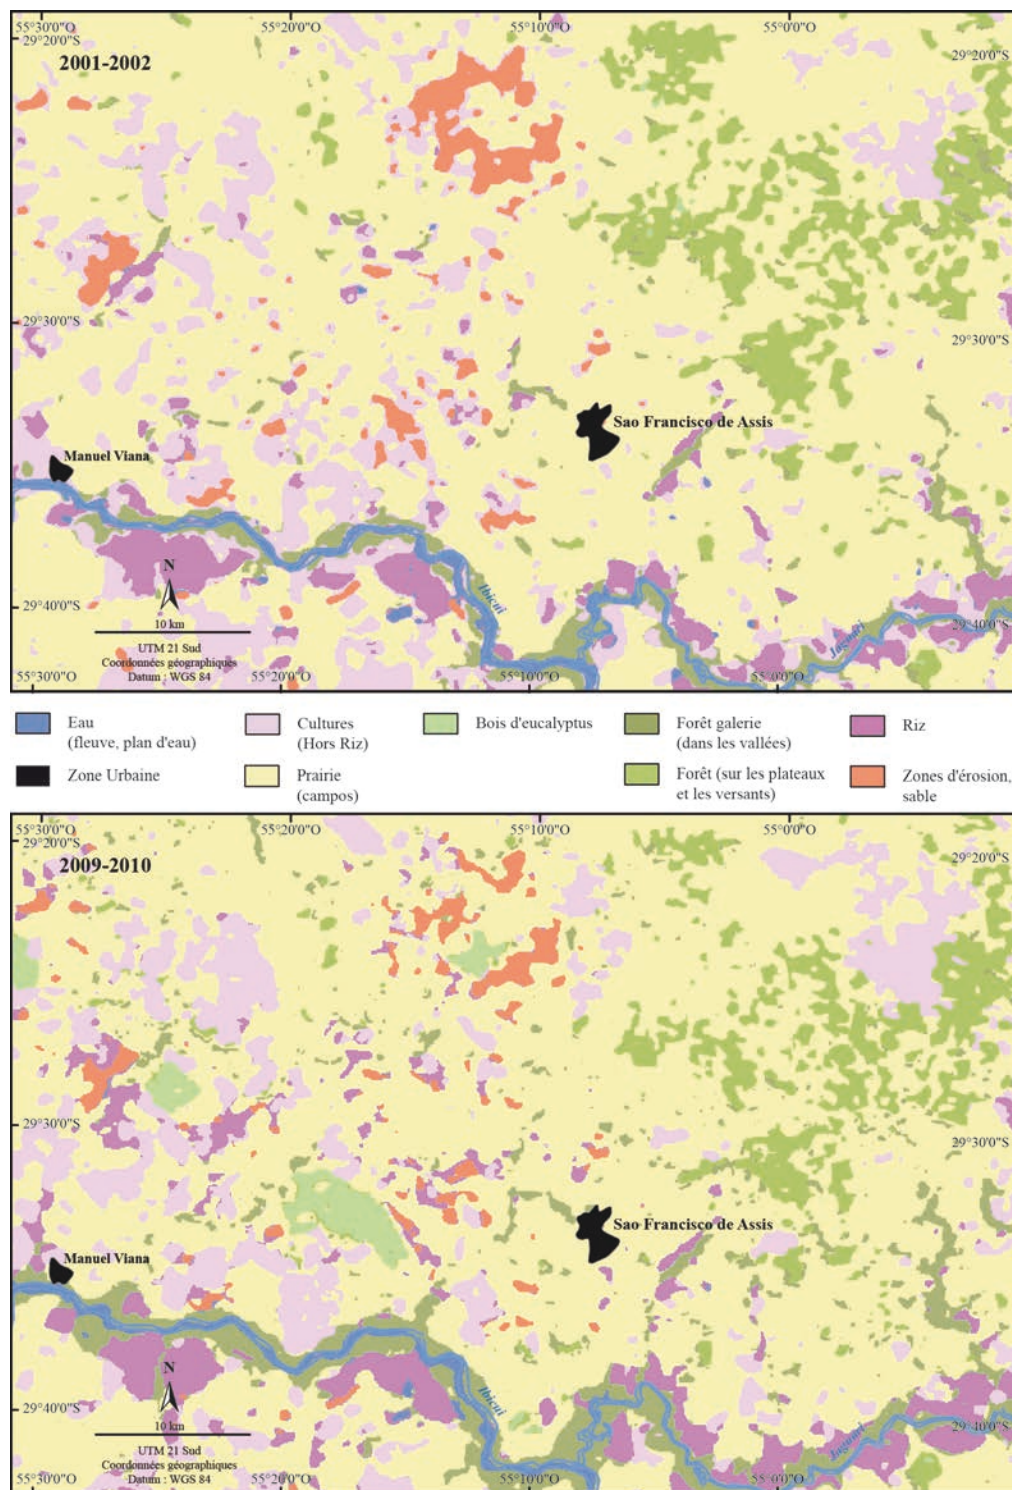 55°30'0"O
55°20'0"O
55°10'0"O
55°0'0"O
29°20'0"S
29°20'0"S
2001-2002
29°30'0"S
29°30'0"S
Sao Francisco de Assis
Manuel Viana
N
Ibicui
29°40'0"S
10 km
Jaguari
29°40'0"S
UTM 21 Sud
Coordonnées géographiques
Datum : WGS 84
55°30'0"O
55°20'0"O
55°10'0"O
55°0'0"O
Eau
(fleuve, plan d'eau)
Cultures
(Hors Riz)
Bois d'eucalyptus
Forêt galerie
(dans les vallées)
Riz
Zone Urbaine
Prairie
(campos)
Forêt (sur les plateaux
et les versants)
Zones d'érosion,
sable
55°30'0"O
55°20'0"O
55°10'0"O
55°0'0"O
29°20'0"S
29°20'0"S
2009-2010
29°30'0"S
29°30'0"S
Sao Francisco de Assis
Manuel Viana
N
Ibicui
29°40'0"S
10 km
Jaguari
29°40'0"S
UTM 21 Sud
Coordonnées géographiques
Datum : WGS 84
55°30'0"O
55°20'0"O
55°10'0"O
55°0'0"O